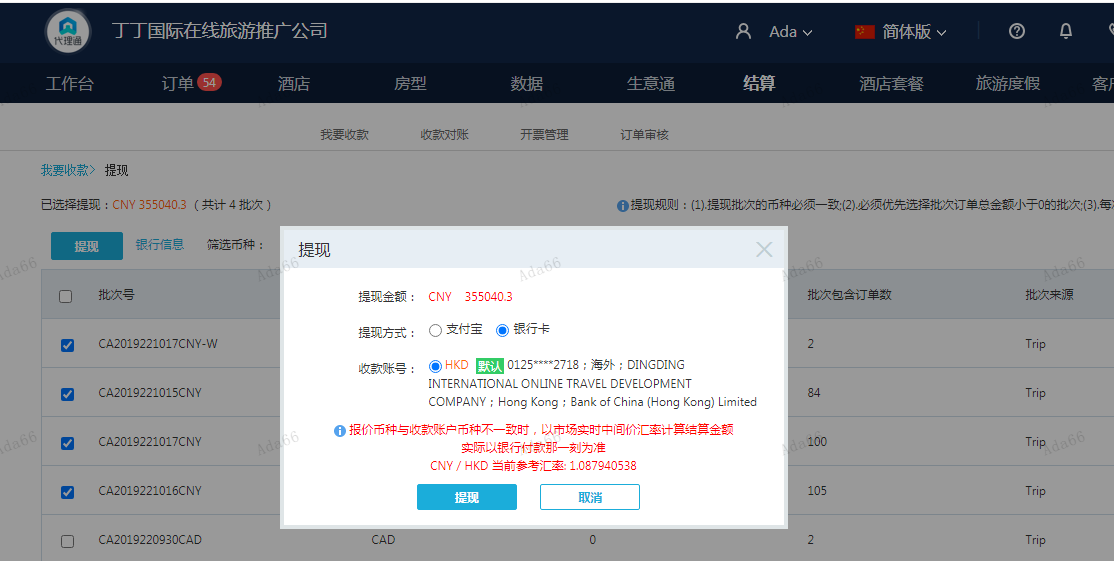 代理通
丁丁国际在线旅游推广公司
Ada
简体版
工作台 订单 54 酒店 房型 数据 生意通 结算 酒店套餐 旅游度假 客户
我要收款 收款对账 开票管理 订单审核
我要收款> 提现
已选择提现：CNY 355040.3 （共计 4 批次）
提现规则：(1).提现批次的币种必须一致;(2).必须优先选择批次订单总金额小于0的批次;(3).每
提现 银行信息 筛选币种：
提现
批次号 批次包含订单数 批次来源
提现金额： CNY 355040.3
提现方式： 支付宝 银行卡
CA2019221017CNY-W 2 Trip
收款账号： HKD 默认 0125****2718；海外；DINGDING
INTERNATIONAL ONLINE TRAVEL DEVELOPMENT
COMPANY；Hong Kong；Bank of China (Hong Kong) Limited
CA2019221015CNY 84 Trip
报价币种与收款账户币种不一致时，以市场实时中间价汇率计算结算金额
实际以银行付款那一刻为准
CNY / HKD 当前参考汇率: 1.087940538
CA2019221017CNY 100 Trip
提现 取消
CA2019221016CNY 105 Trip
CA2019220930CAD CAD 0 2 Trip
Ada66
Ada66
Ada66
Ada66
Ada66
Ada66
Ada66
Ada66
Ada66